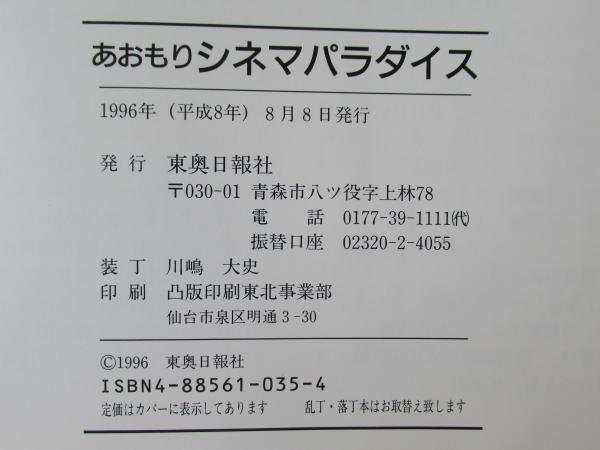 あおもりシネマパラダイス
1996年（平成8年）8月8日発行
発行 東奥日報社
〒030-01 青森市八ツ役字上林78
電 話 0177-39-1111㈹
振替口座 02320-2-4055
装丁 川嶋 大史
印刷 凸版印刷東北事業部
仙台市泉区明通3-30
©1996 東奥日報社
ISBN4-88561-035-4
定価はカバーに表示してあります 乱丁・落丁本はお取替え致します